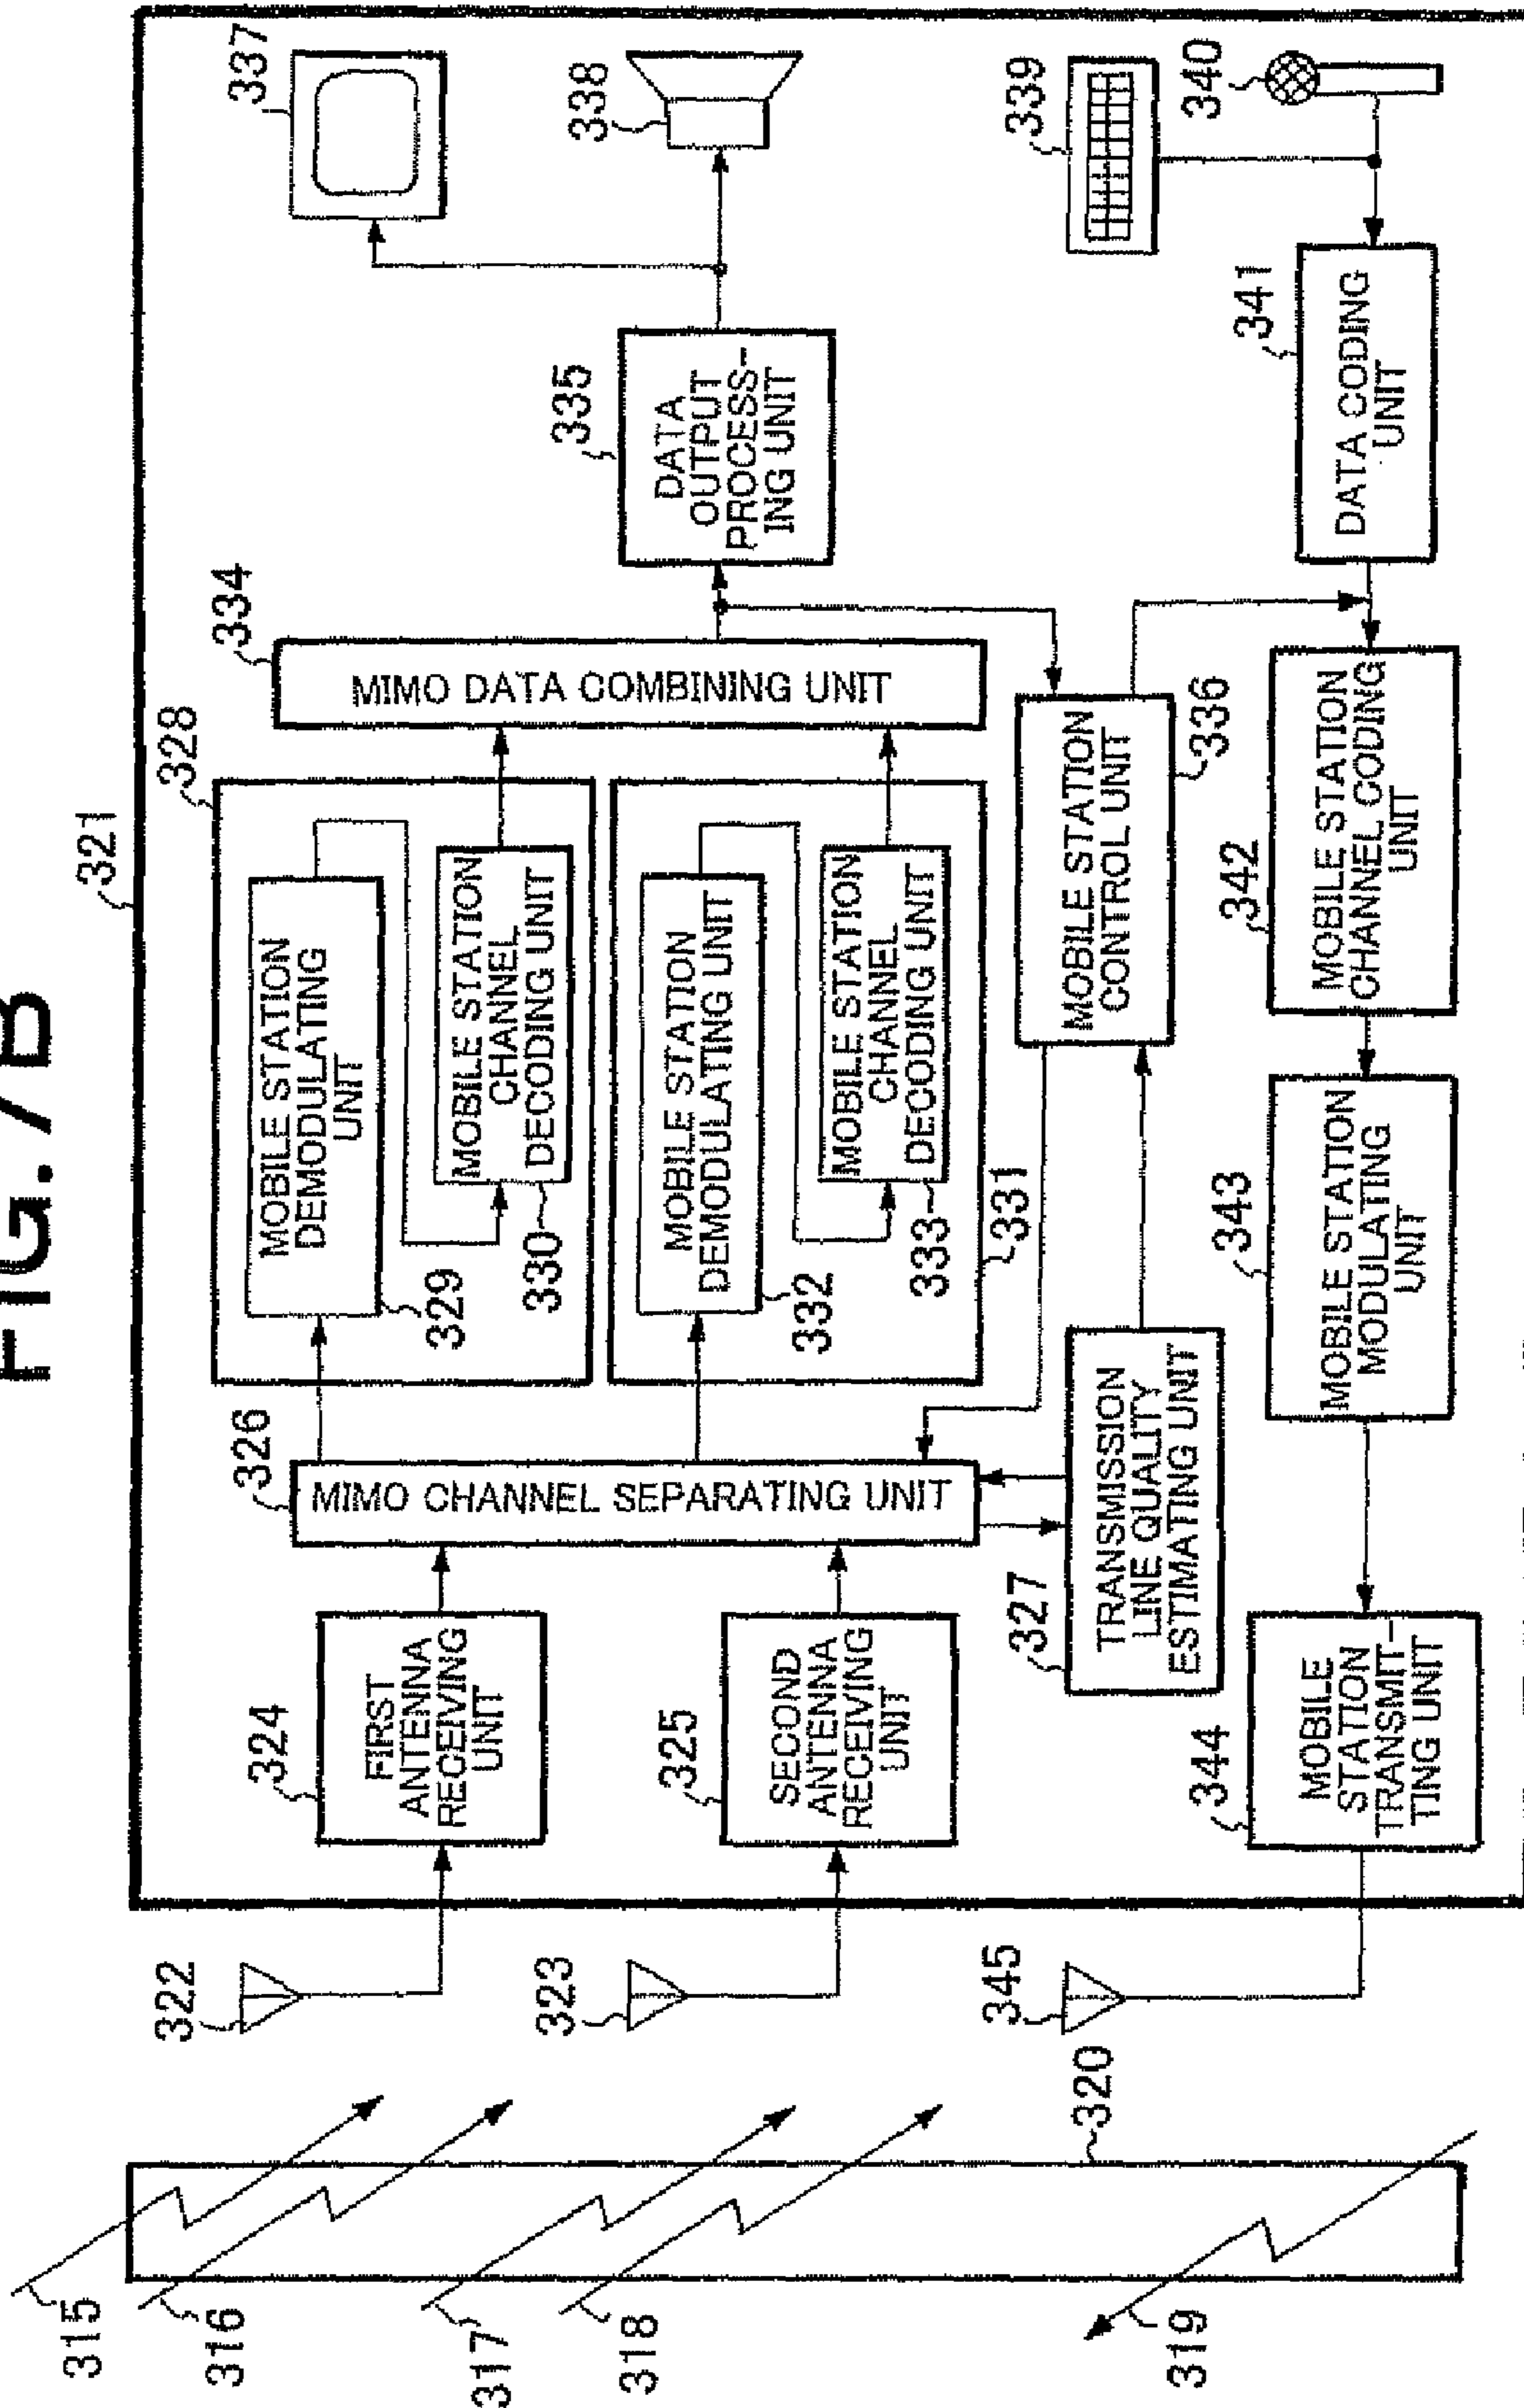 FIG. 7B
321
337
338
339
340
328
334
335
341
MOBILE STATION
DEMODULATING
UNIT
329
MOBILE STATION
CHANNEL
DECODING UNIT
330
MOBILE STATION
DEMODULATING UNIT
332
MOBILE STATION
CHANNEL
DECODING UNIT
333
331
MIMO DATA COMBINING UNIT
DATA
OUTPUT
PROCESS-
ING UNIT
326
MIMO CHANNEL SEPARATING UNIT
322
324
FIRST
ANTENNA
RECEIVING
UNIT
323
325
SECOND
ANTENNA
RECEIVING
UNIT
327
TRANSMISSION
LINE QUALITY
ESTIMATING UNIT
MOBILE STATION
CONTROL UNIT
336
345
344
MOBILE
STATION
TRANSMIT-
TING UNIT
343
MOBILE STATION
MODULATING
UNIT
342
MOBILE STATION
CHANNEL CODING
UNIT
DATA CODING
UNIT
315
316
317
318
319
320